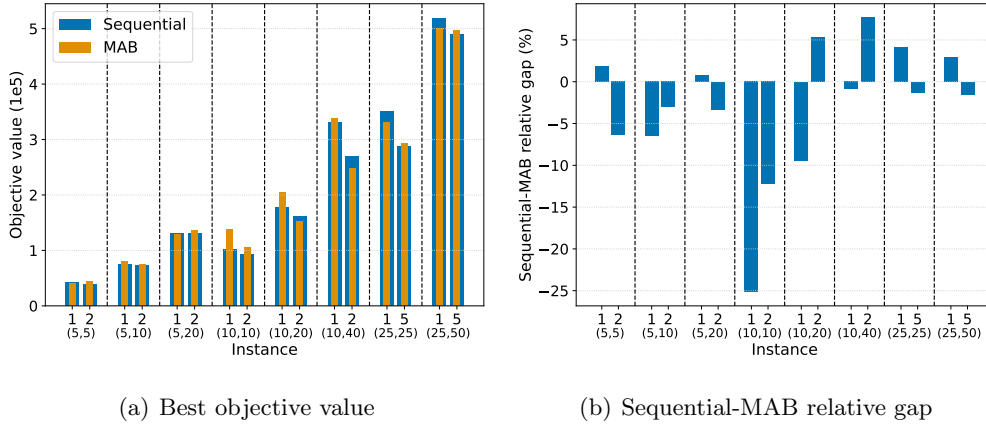 Sequential
MAB
Objective value (1e5)
5
4
3
2
1
0
1 2 1 2 1 2 1 2 1 2 1 2 1 5 1 5
(5,5) (5,10) (5,20) (10,10) (10,20) (10,40) (25,25) (25,50)
Instance
(a) Best objective value
Sequential-MAB relative gap (%)
5
0
−5
−10
−15
−20
−25
1 2 1 2 1 2 1 2 1 2 1 2 1 5 1 5
(5,5) (5,10) (5,20) (10,10) (10,20) (10,40) (25,25) (25,50)
Instance
(b) Sequential-MAB relative gap